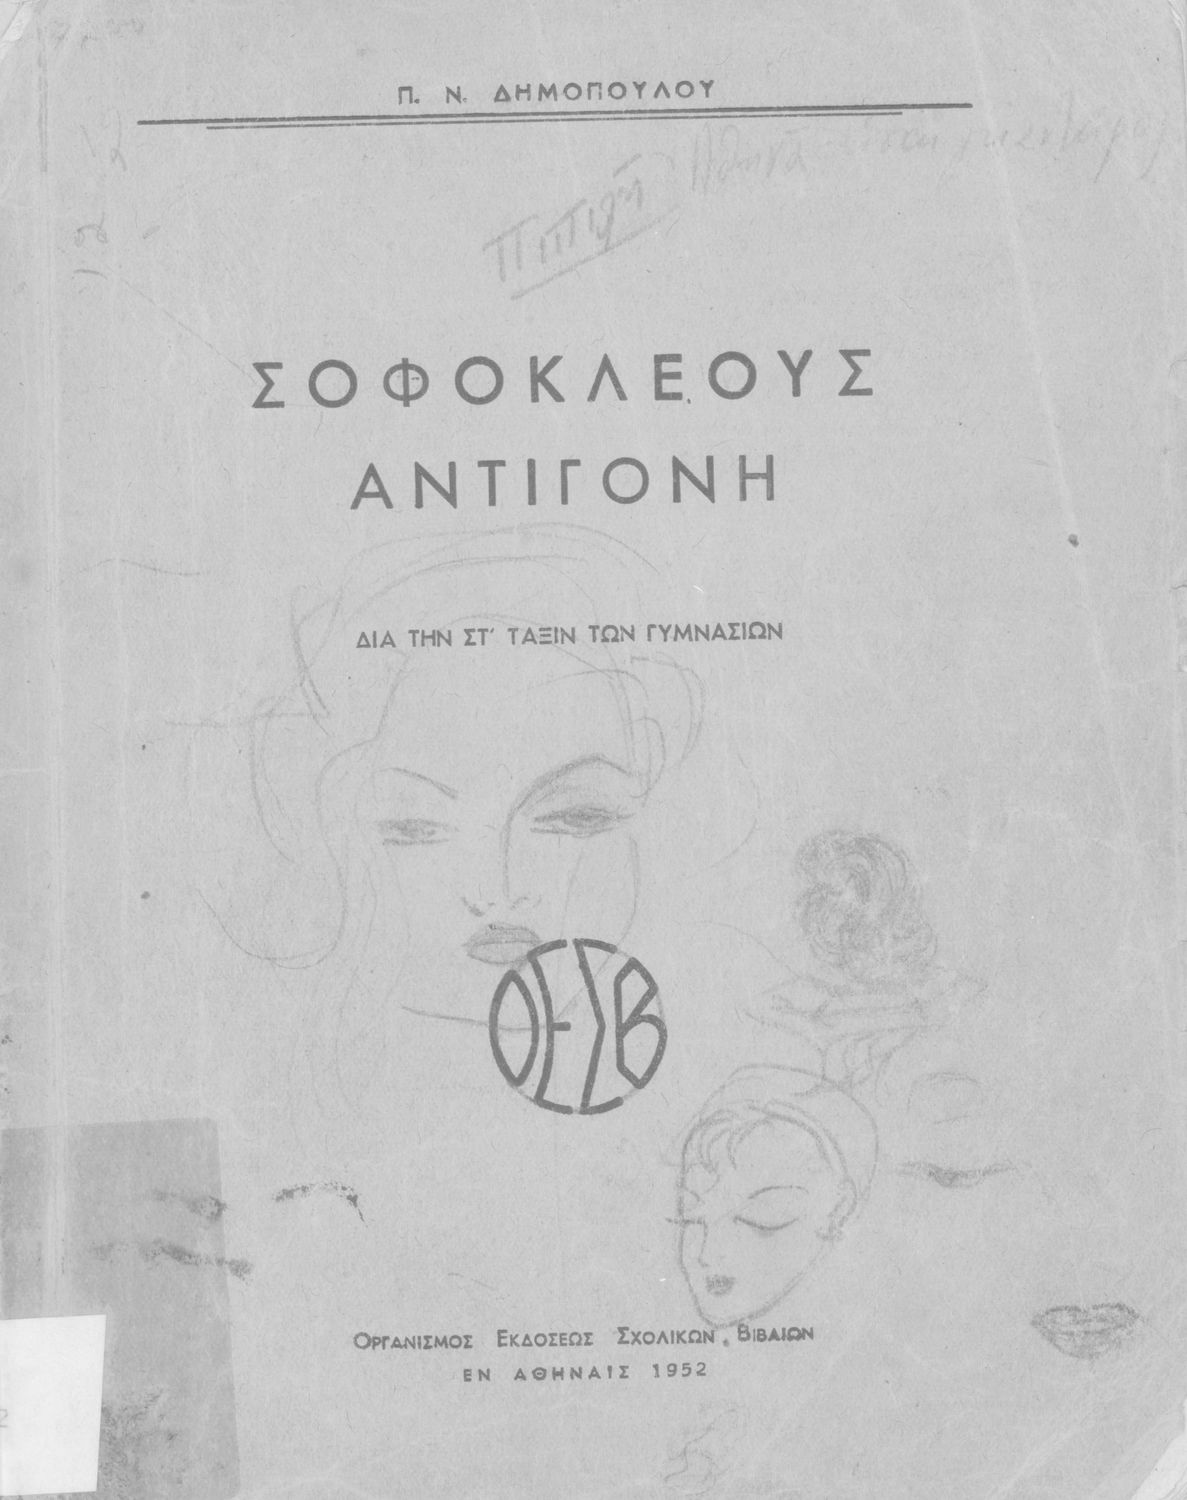 Π. Ν. ΔΗΜΟΠΟΥΛΟΥ
ΣΟΦΟΚΛΕΟΥΣ
ΑΝΤΙΓΟΝΗ
ΔΙΑ ΤΗΝ ΣΤ΄ ΤΑΞΙΝ ΤΩΝ ΓΥΜΝΑΣΙΩΝ
ΟΕΣΒ
ΟΡΓΑΝΙΣΜΟΣ ΕΚΔΟΣΕΩΣ ΣΧΟΛΙΚΩΝ ΒΙΒΛΙΩΝ
ΕΝ ΑΘΗΝΑΙΣ 1952